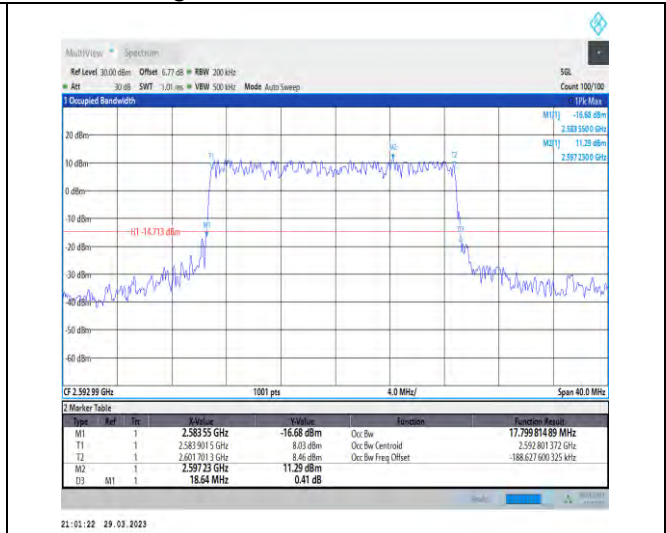 MultiView Spectrum
Ref Level 30.00 dBm Offset 6.77 dB RBW 200 kHz SGL
Att 30 dB SWT 1.01 ms VBW 500 kHz Mode Auto Sweep Count 100/100
1 Occupied Bandwidth 1Pk Max
M1[1] -16.68 dBm
2.583 5500 GHz
20 dBm M2[1] 11.29 dBm
2.597 2300 GHz
M2
T1 T2
10 dBm
0 dBm
-10 dBm
M1
H1 -14.713 dBm D3
-20 dBm
-30 dBm
-40 dBm
-50 dBm
-60 dBm
CF 2.592 99 GHz 1001 pts 4.0 MHz/ Span 40.0 MHz
2 Marker Table
Type Ref Trc X-Value Y-Value Function Function Result
M1 1 2.583 55 GHz -16.68 dBm Occ Bw 17.799 814 89 MHz
T1 1 2.583 901 5 GHz 8.03 dBm Occ Bw Centroid 2.592 801 372 GHz
T2 1 2.601 701 3 GHz 8.46 dBm Occ Bw Freq Offset -188.627 600 325 kHz
M2 1 2.597 23 GHz 11.29 dBm
D3 M1 1 18.64 MHz 0.41 dB
21:01:22 29.03.2023